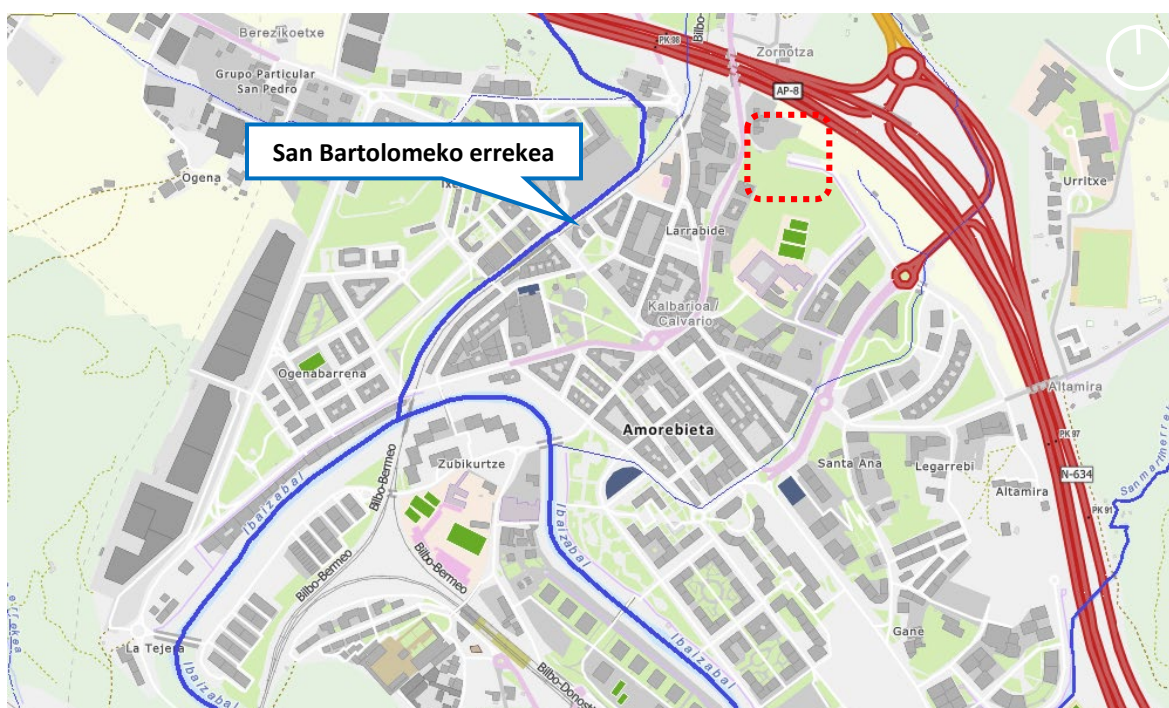 Berezikoetxe
Grupo Particular
San Pedro
Bilbo
PK 98
Zornotza
AP-8
San Bartolomeko errekea
Ogena
Urritxe
Larrabide
Kalbarioa /
Calvario
Ogenabarrena
Altamira
Amorebieta
PK 97
Zubikurtze
Santa Ana
Legarrebi
N-634
Bilbo-Bermeo
Altamira
PK 91
Ibaizabal
Ibaizabal
Bilbo-Bermeo
Bilbo-Bermeo
errekea
La Tejera
Gane
Ibaizabal
Ibaizabal
Bilbo-Donosti